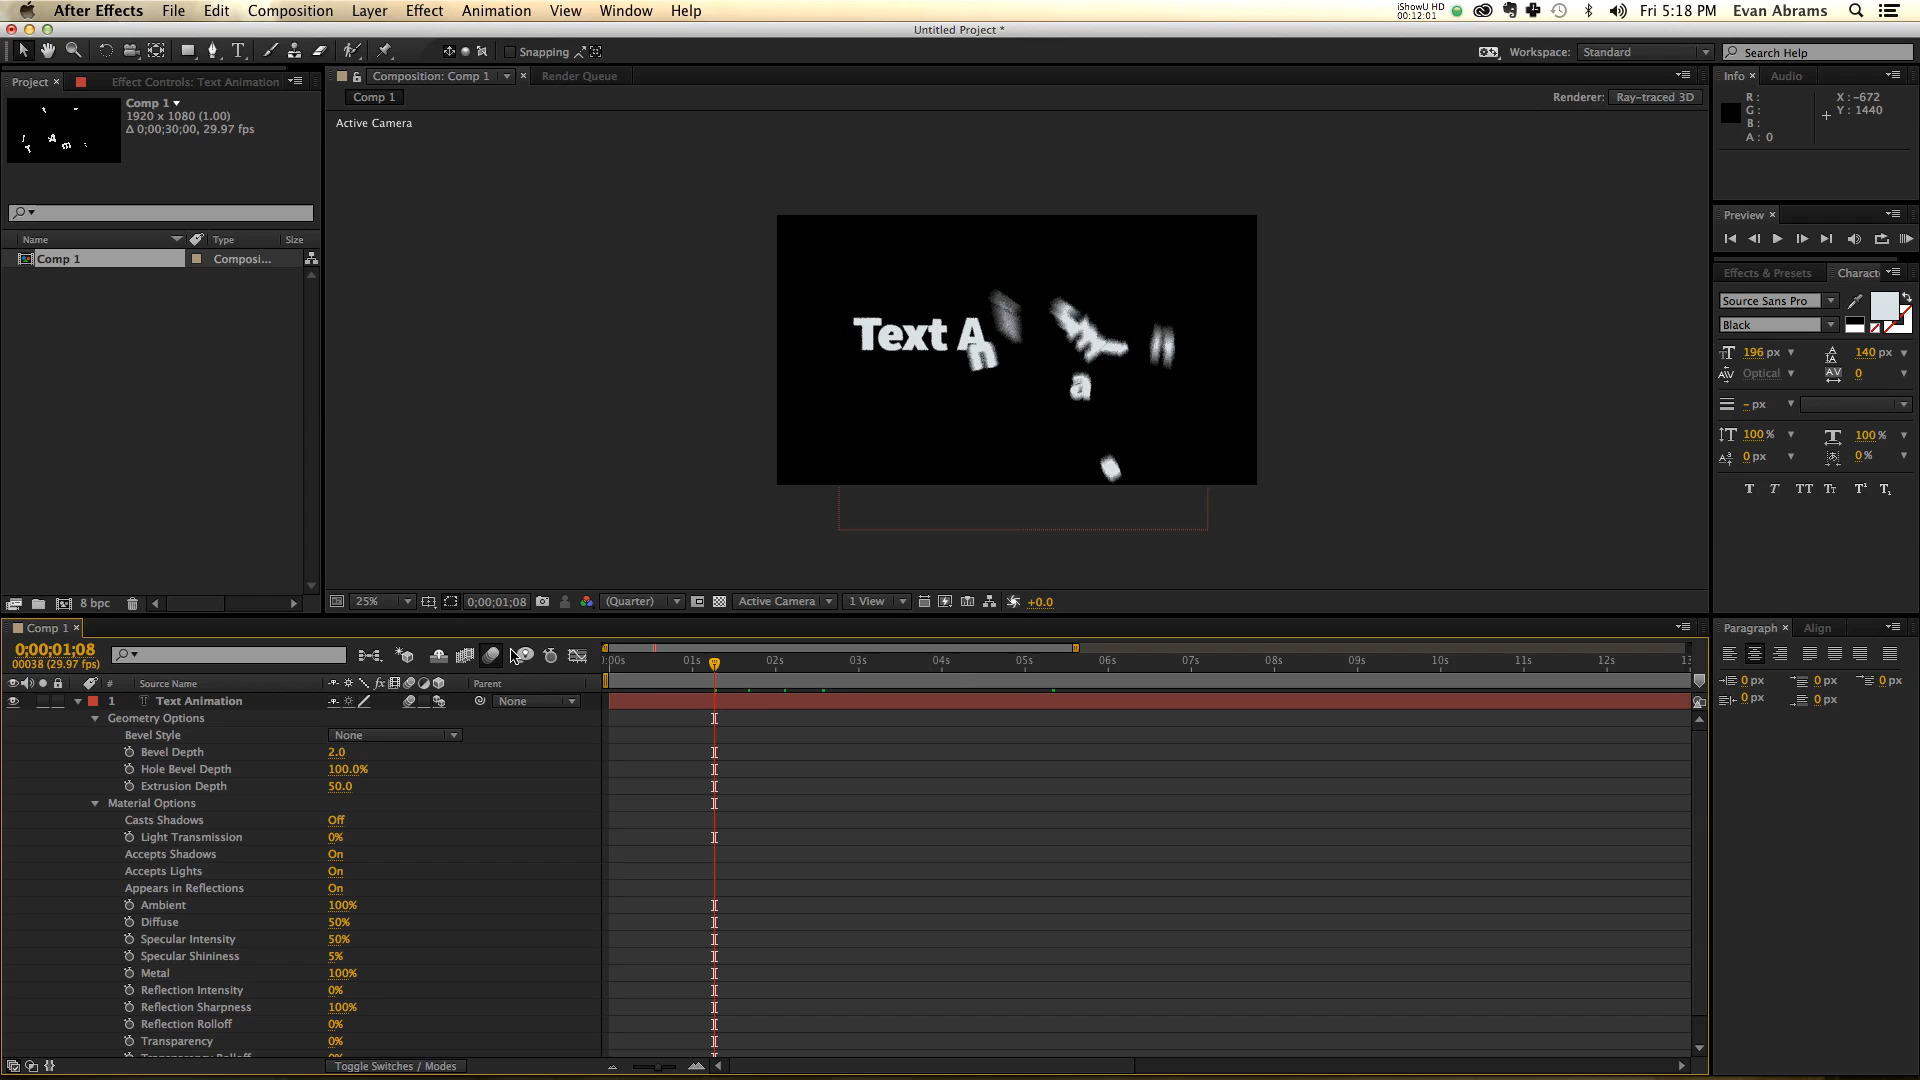 After Effects File Edit Composition Layer Effect Animation View Window Help
iShowU HD
00:12:01
Fri 5:18 PM Evan Abrams
Untitled Project *
Snapping
Workspace: Standard
Search Help
Project Effect Controls: Text Animation
Composition: Comp 1 Render Queue
Info Audio
Comp 1
1920 x 1080 (1.00)
Δ 0;00;30;00, 29.97 fps
Comp 1
Renderer: Ray-traced 3D
Active Camera
R :
G :
B :
A : 0
X : -672
Y : 1440
Preview
Name Type Size
Comp 1 Composi...
Effects & Presets Charact
Source Sans Pro
Black
196 px 140 px
Optical 0
- px
100 % 100 %
0 px 0 %
T T TT Tt T¹ T₁
Text A
n
a
8 bpc
25% 0;00;01;08 (Quarter) Active Camera 1 View +0.0
Comp 1
Paragraph Align
0;00;01;08
00038 (29.97 fps)
:00s 01s 02s 03s 04s 05s 06s 07s 08s 09s 10s 11s 12s 13
# Source Name Parent
1 T Text Animation None
Geometry Options
Bevel Style None
Bevel Depth 2.0
Hole Bevel Depth 100.0%
Extrusion Depth 50.0
Material Options
Casts Shadows Off
Light Transmission 0%
Accepts Shadows On
Accepts Lights On
Appears in Reflections On
Ambient 100%
Diffuse 50%
Specular Intensity 50%
Specular Shininess 5%
Metal 100%
Reflection Intensity 0%
Reflection Sharpness 100%
Reflection Rolloff 0%
Transparency 0%
0 px 0 px 0 px
0 px 0 px
Toggle Switches / Modes